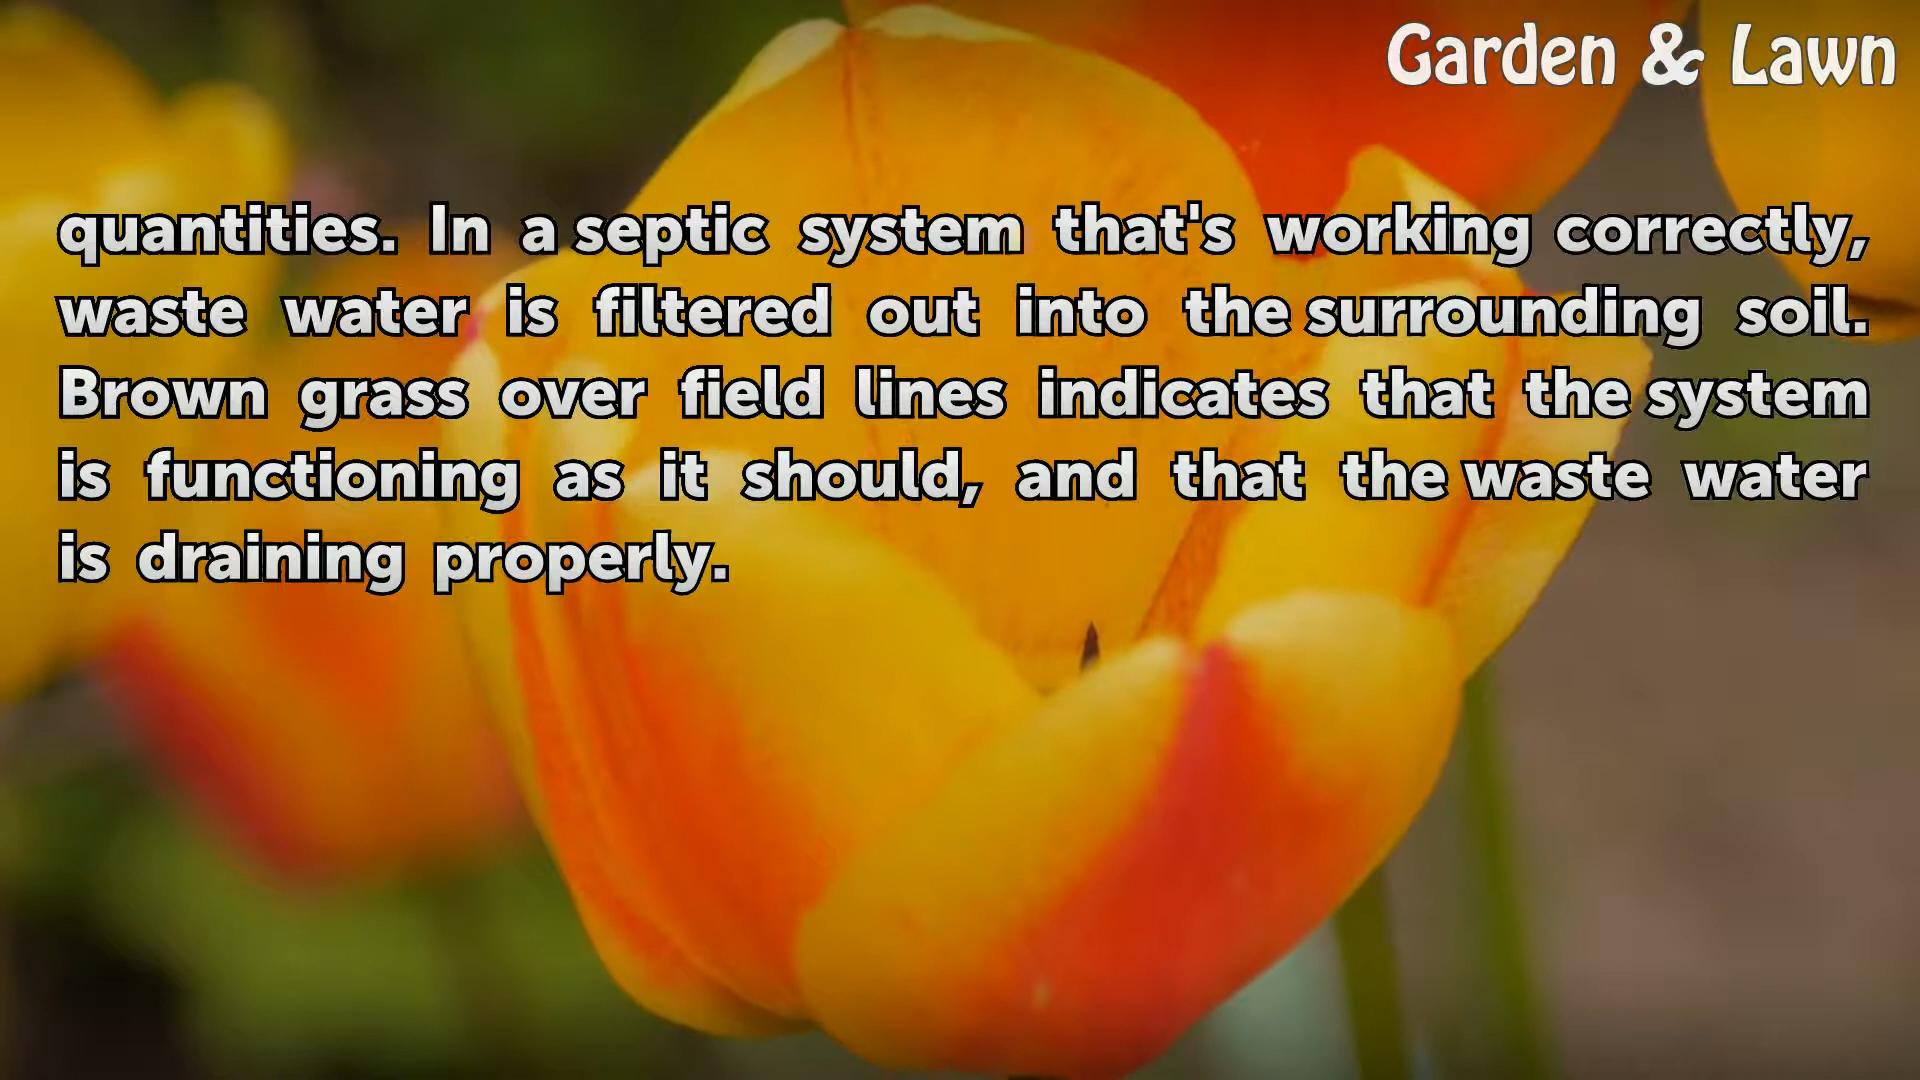 Garden & Lawn
quantities. In a septic system that's working correctly,
waste water is filtered out into the surrounding soil.
Brown grass over field lines indicates that the system
is functioning as it should, and that the waste water
is draining properly.